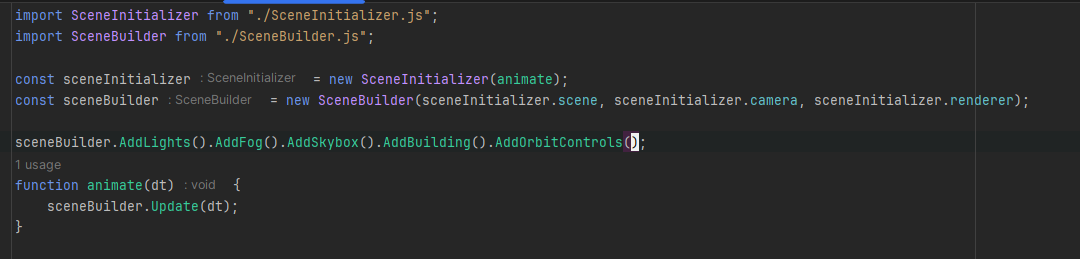 import SceneInitializer from "./SceneInitializer.js";
import SceneBuilder from "./SceneBuilder.js";
const sceneInitializer : SceneInitializer = new SceneInitializer(animate);
const sceneBuilder : SceneBuilder = new SceneBuilder(sceneInitializer.scene, sceneInitializer.camera, sceneInitializer.renderer);
sceneBuilder.AddLights().AddFog().AddSkybox().AddBuilding().AddOrbitControls();
1 usage
function animate(dt) : void {
    sceneBuilder.Update(dt);
}